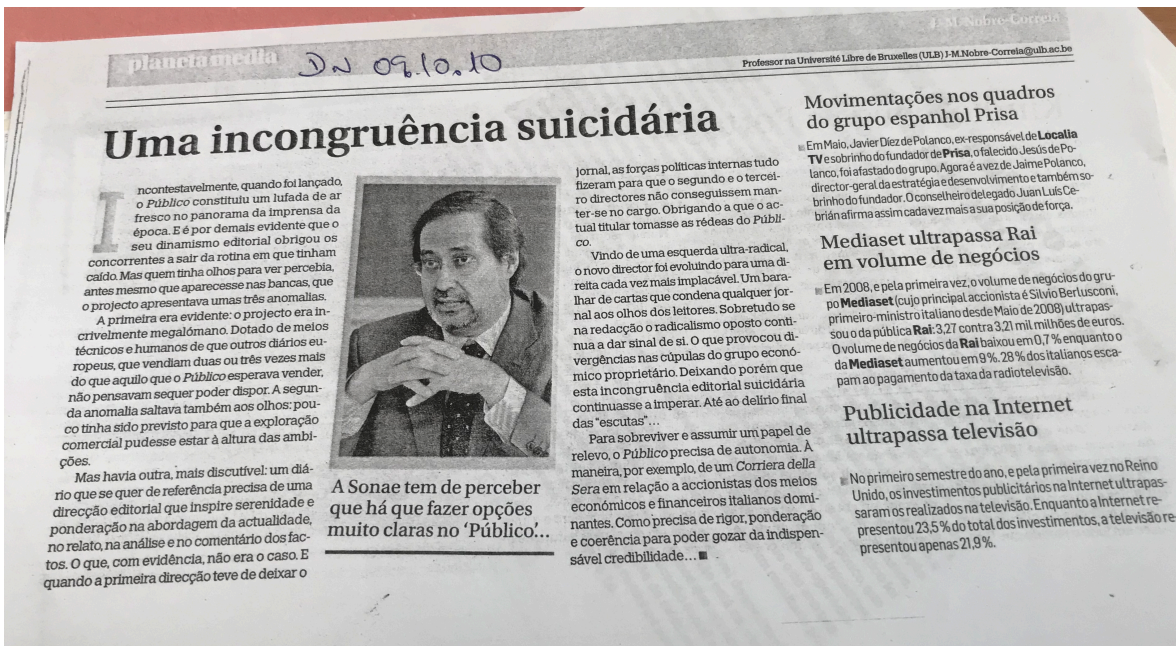 planetamedia
DN 09.10.10
J-M. Nobre-Correia
Professor na Université Libre de Bruxelles (ULB) J-M.Nobre-Correia@ulb.ac.be
Uma incongruência suicidária
Incontestavelmente, quando foi lançado,
o Público constituiu um lufada de ar
fresco no panorama da imprensa da
época. E é por demais evidente que o
seu dinamismo editorial obrigou os
concorrentes a sair da rotina em que tinham
caído. Mas quem tinha olhos para ver percebia,
antes mesmo que aparecesse nas bancas, que
o projecto apresentava umas três anomalias.
A primeira era evidente: o projecto era in-
crivelmente megalómano. Dotado de meios
técnicos e humanos de que outros diários eu-
ropeus, que vendiam duas ou três vezes mais
do que aquilo que o Público esperava vender,
não pensavam sequer poder dispor. A segun-
da anomalia saltava também aos olhos: pou-
co tinha sido previsto para que a exploração
comercial pudesse estar à altura das ambi-
ções.
Mas havia outra, mais discutível: um diá-
rio que se quer de referência precisa de uma
direcção editorial que inspire serenidade e
ponderação na abordagem da actualidade,
no relato, na análise e no comentário dos fac-
tos. O que, com evidência, não era o caso. E
quando a primeira direcção teve de deixar o
A Sonae tem de perceber
que há que fazer opções
muito claras no 'Público'...
jornal, as forças políticas internas tudo
fizeram para que o segundo e o tercei-
ro directores não conseguissem man-
ter-se no cargo. Obrigando a que o ac-
tual titular tomasse as rédeas do Públi-
co.
Vindo de uma esquerda ultra-radical,
o novo director foi evoluindo para uma di-
reita cada vez mais implacável. Um bara-
lhar de cartas que condena qualquer jor-
nal aos olhos dos leitores. Sobretudo se
na redacção o radicalismo oposto conti-
nua a dar sinal de si. O que provocou di-
vergências nas cúpulas do grupo econó-
mico proprietário. Deixando porém que
esta incongruência editorial suicidária
continuasse a imperar. Até ao delírio final
das "escutas"...
Para sobreviver e assumir um papel de
relevo, o Público precisa de autonomia. À
maneira, por exemplo, de um Corriera della
Sera em relação a accionistas dos meios
económicos e financeiros italianos domi-
nantes. Como precisa de rigor, ponderação
e coerência para poder gozar da indispen-
sável credibilidade... ■
Movimentações nos quadros
do grupo espanhol Prisa
■ Em Maio, Javier Díez de Polanco, ex-responsável de Localia
TV e sobrinho do fundador de Prisa, o falecido Jesús de Po-
lanco, foi afastado do grupo. Agora é a vez de Jaime Polanco,
director-geral da estratégia e desenvolvimento e também so-
brinho do fundador. O conselheiro delegado Juan Luís Ce-
brián afirma assim cada vez mais a sua posição de força.
Mediaset ultrapassa Rai
em volume de negócios
■ Em 2008, e pela primeira vez, o volume de negócios do gru-
po Mediaset (cujo principal accionista é Silvio Berlusconi,
primeiro-ministro italiano desde Maio de 2008) ultrapas-
sou o da pública Rai: 3,27 contra 3,21 mil milhões de euros.
O volume de negócios da Rai baixou em 0,7 % enquanto o
da Mediaset aumentou em 9%. 28% dos italianos esca-
pam ao pagamento da taxa da radiotelevisão.
Publicidade na Internet
ultrapassa televisão
■ No primeiro semestre do ano, e pela primeira vez no Reino
Unido, os investimentos publicitários na Internet ultrapas-
saram os realizados na televisão. Enquanto a Internet re-
presentou 23,5 % do total dos investimentos, a televisão re-
presentou apenas 21,9 %.